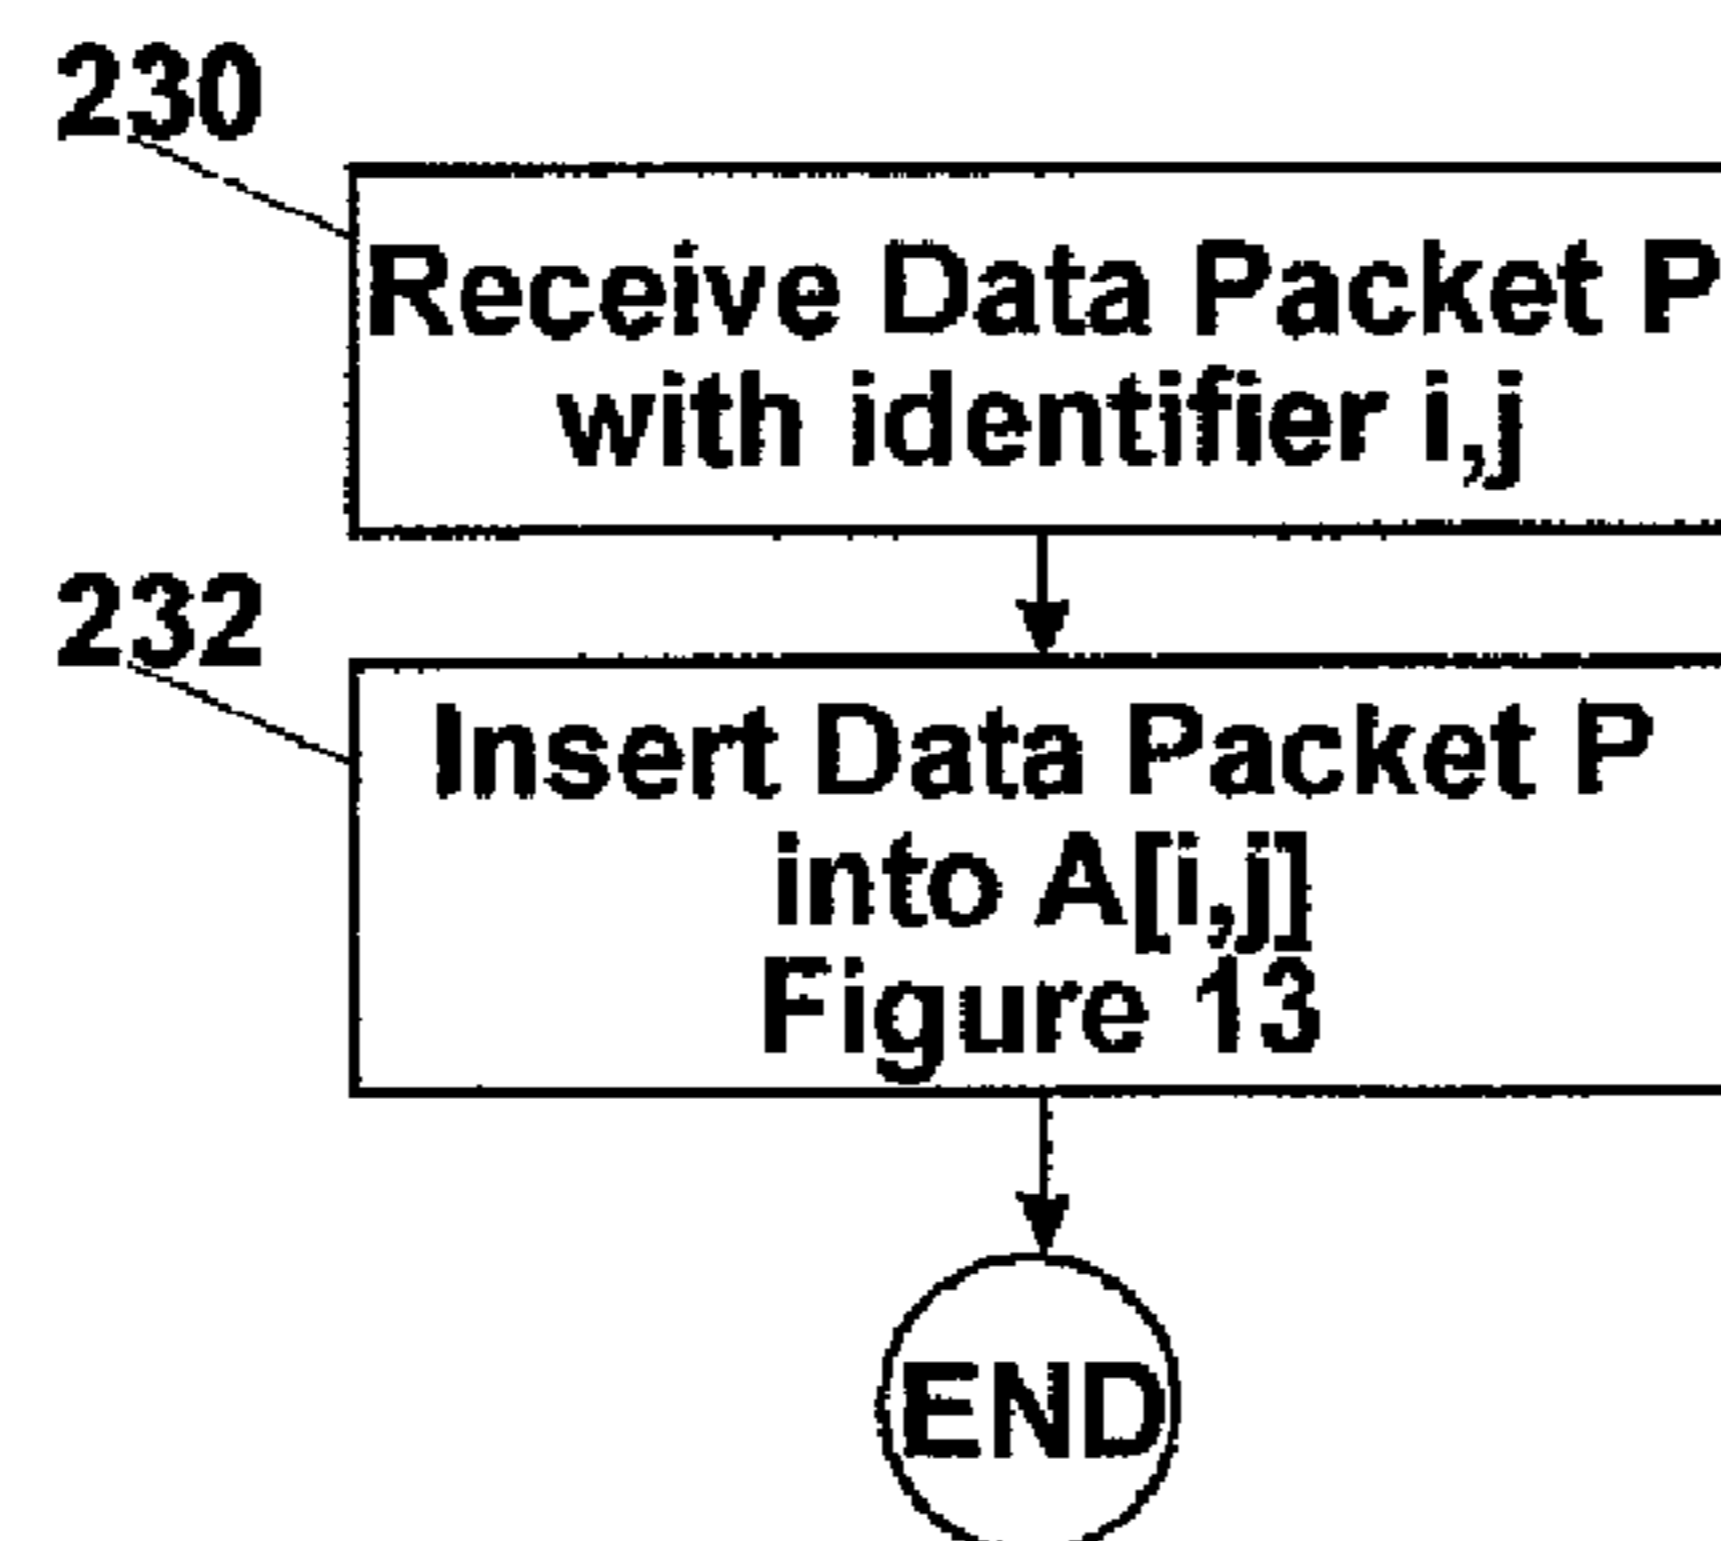 230
Receive Data Packet P
with identifier i,j
232
Insert Data Packet P
into A[i,j]
Figure 13
END